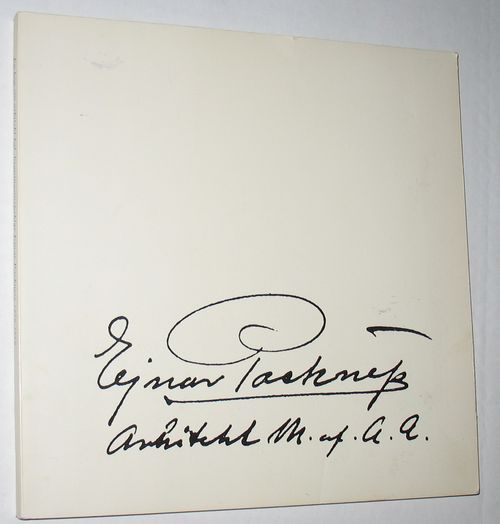 Ejnar Packness
Arkitekt M. af. A. A.